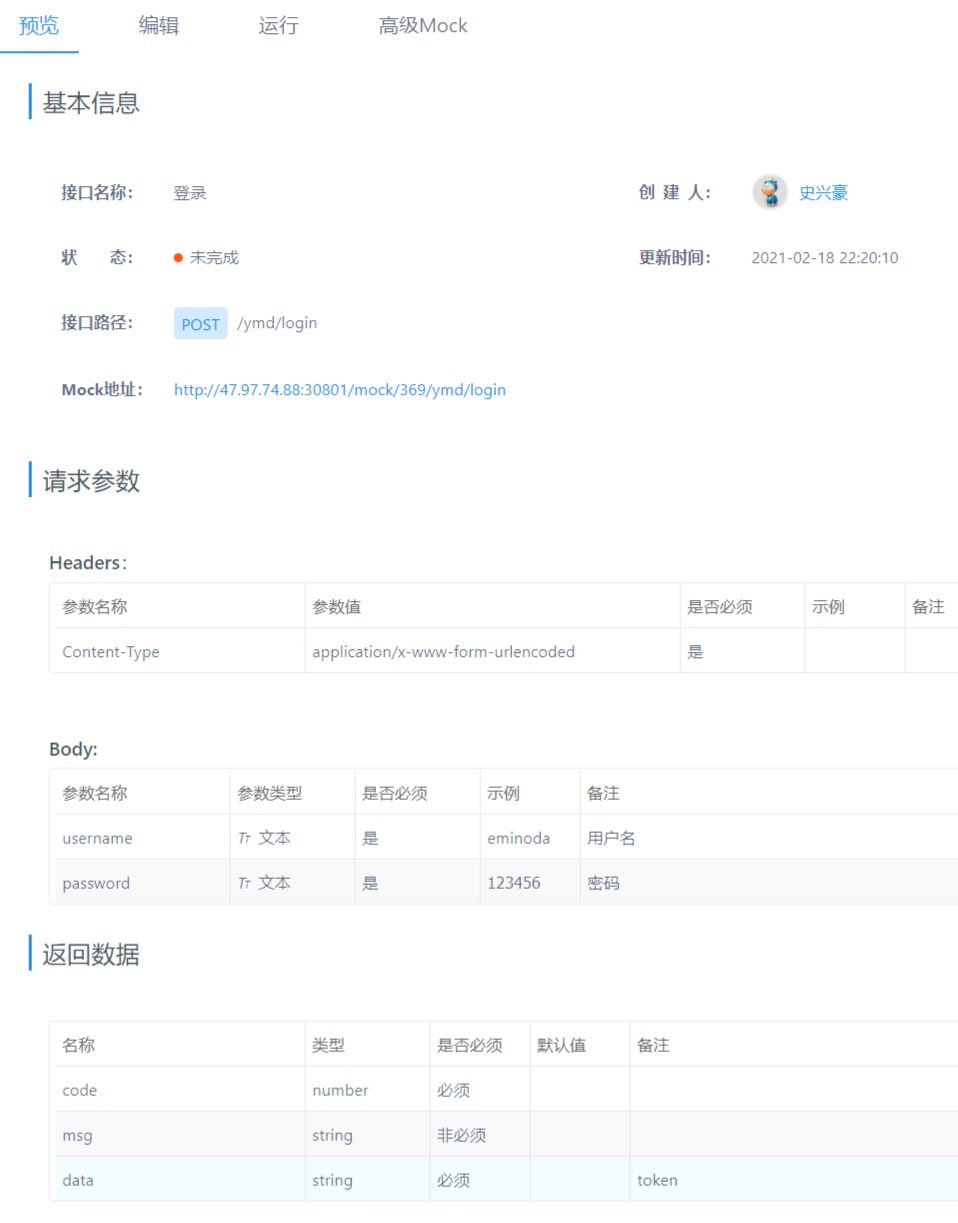 预览 编辑 运行 高级Mock
基本信息
接口名称: 登录 创 建 人: 史兴豪
状 态: 未完成 更新时间: 2021-02-18 22:20:10
接口路径: POST /ymd/login
Mock地址: http://47.97.74.88:30801/mock/369/ymd/login
请求参数
Headers:
参数名称 参数值 是否必须 示例 备注
Content-Type application/x-www-form-urlencoded 是
Body:
参数名称 参数类型 是否必须 示例 备注
username Tт 文本 是 eminoda 用户名
password Tт 文本 是 123456 密码
返回数据
名称 类型 是否必须 默认值 备注
code number 必须
msg string 非必须
data string 必须 token